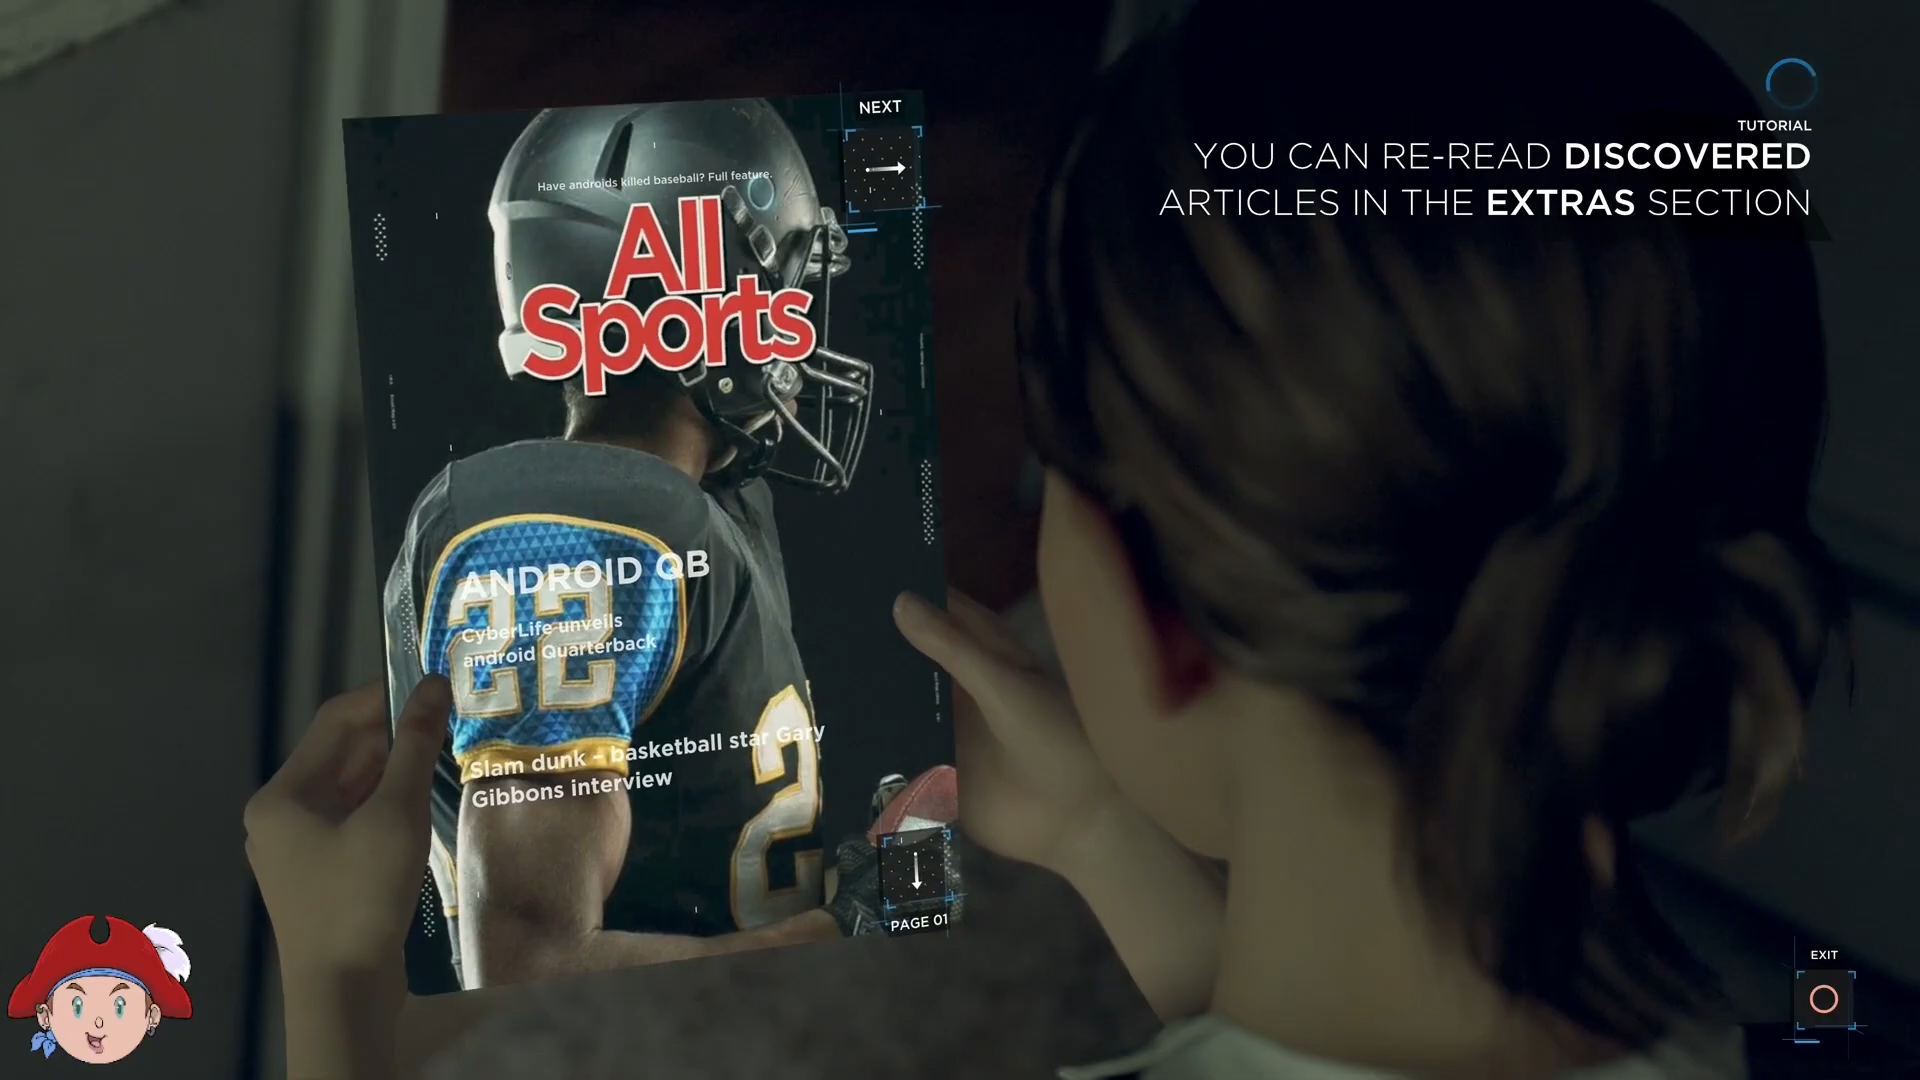 NEXT
TUTORIAL
YOU CAN RE-READ DISCOVERED
ARTICLES IN THE EXTRAS SECTION
Have androids killed baseball? Full feature.
All
Sports
ANDROID QB
22
CyberLife unveils
android Quarterback
2
Slam dunk - basketball star Gary
Gibbons interview
PAGE 01
EXIT